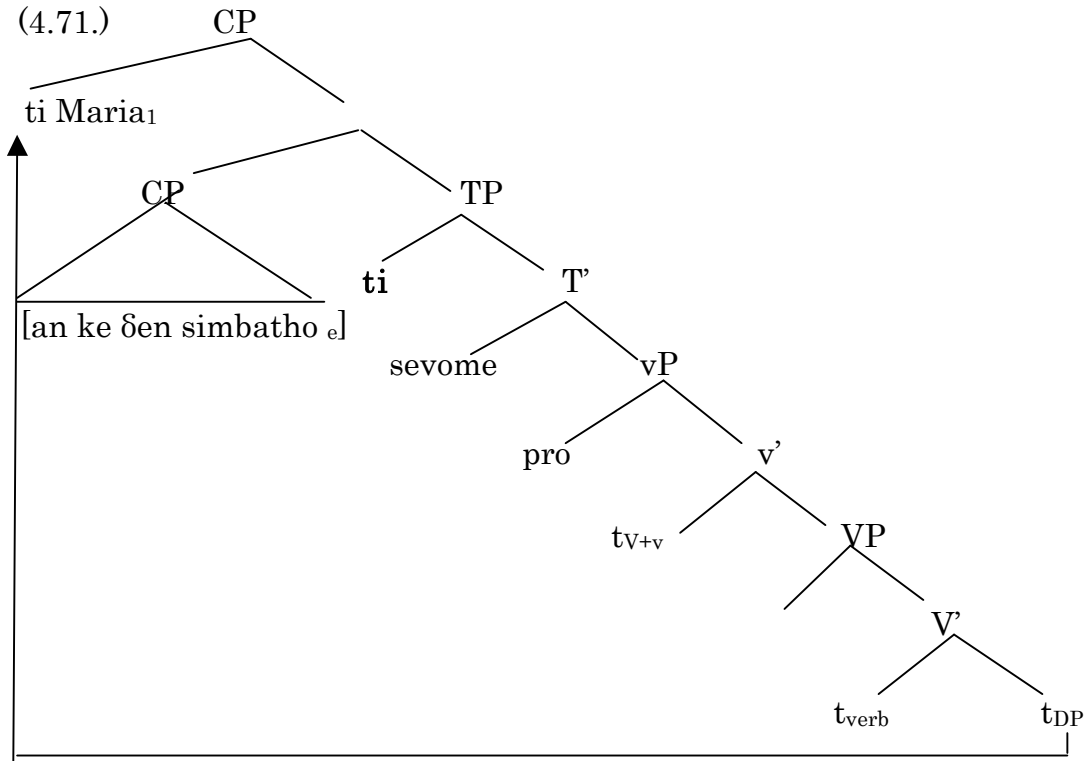 (4.71.) CP
ti Maria₁
CP TP
ti T’
[an ke δen simbatho ₑ]
sevome vP
pro v’
tV+v VP
V’
tverb tDP